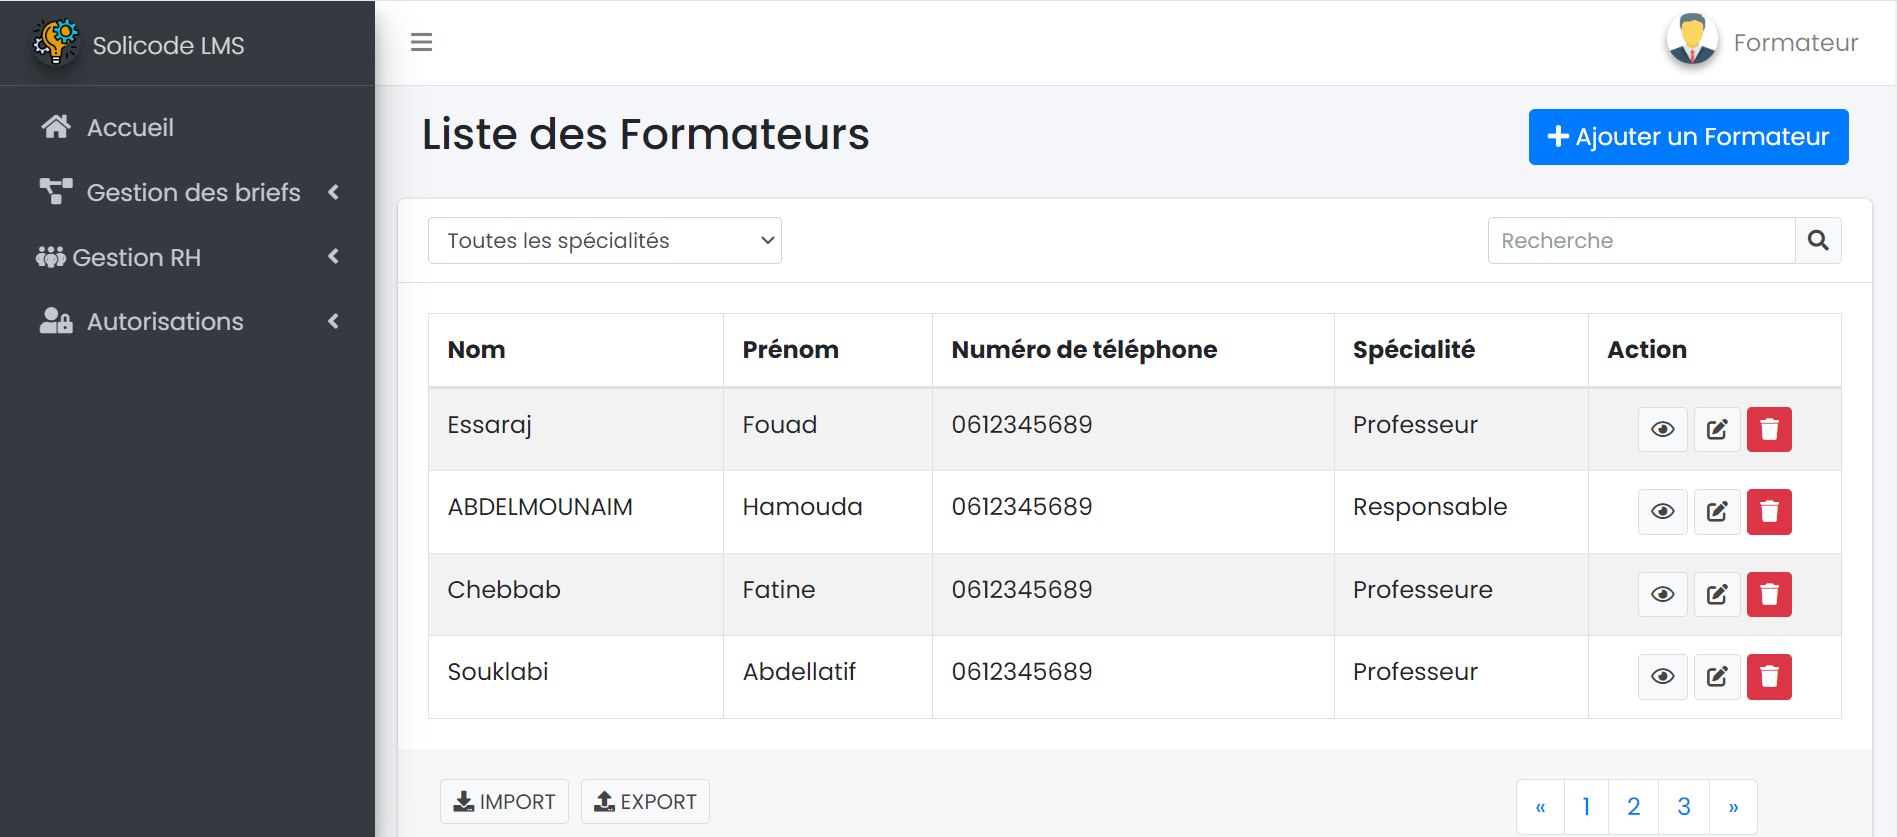 Solicode LMS
Formateur
Accueil
Gestion des briefs
Gestion RH
Autorisations
Liste des Formateurs
Ajouter un Formateur
Toutes les spécialités
Recherche
Nom Prénom Numéro de téléphone Spécialité Action
Essaraj Fouad 0612345689 Professeur
ABDELMOUNAIM Hamouda 0612345689 Responsable
Chebbab Fatine 0612345689 Professeure
Souklabi Abdellatif 0612345689 Professeur
IMPORT EXPORT « 1 2 3 »